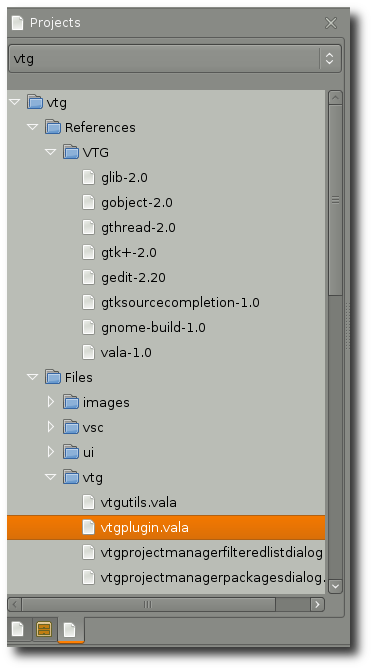 Projects
vtg
vtg
References
VTG
glib-2.0
gobject-2.0
gthread-2.0
gtk+-2.0
gedit-2.20
gtksourcecompletion-1.0
gnome-build-1.0
vala-1.0
Files
images
vsc
ui
vtg
vtgutils.vala
vtgplugin.vala
vtgprojectmanagerfilteredlistdialog
vtgprojectmanagerpackagesdialog.